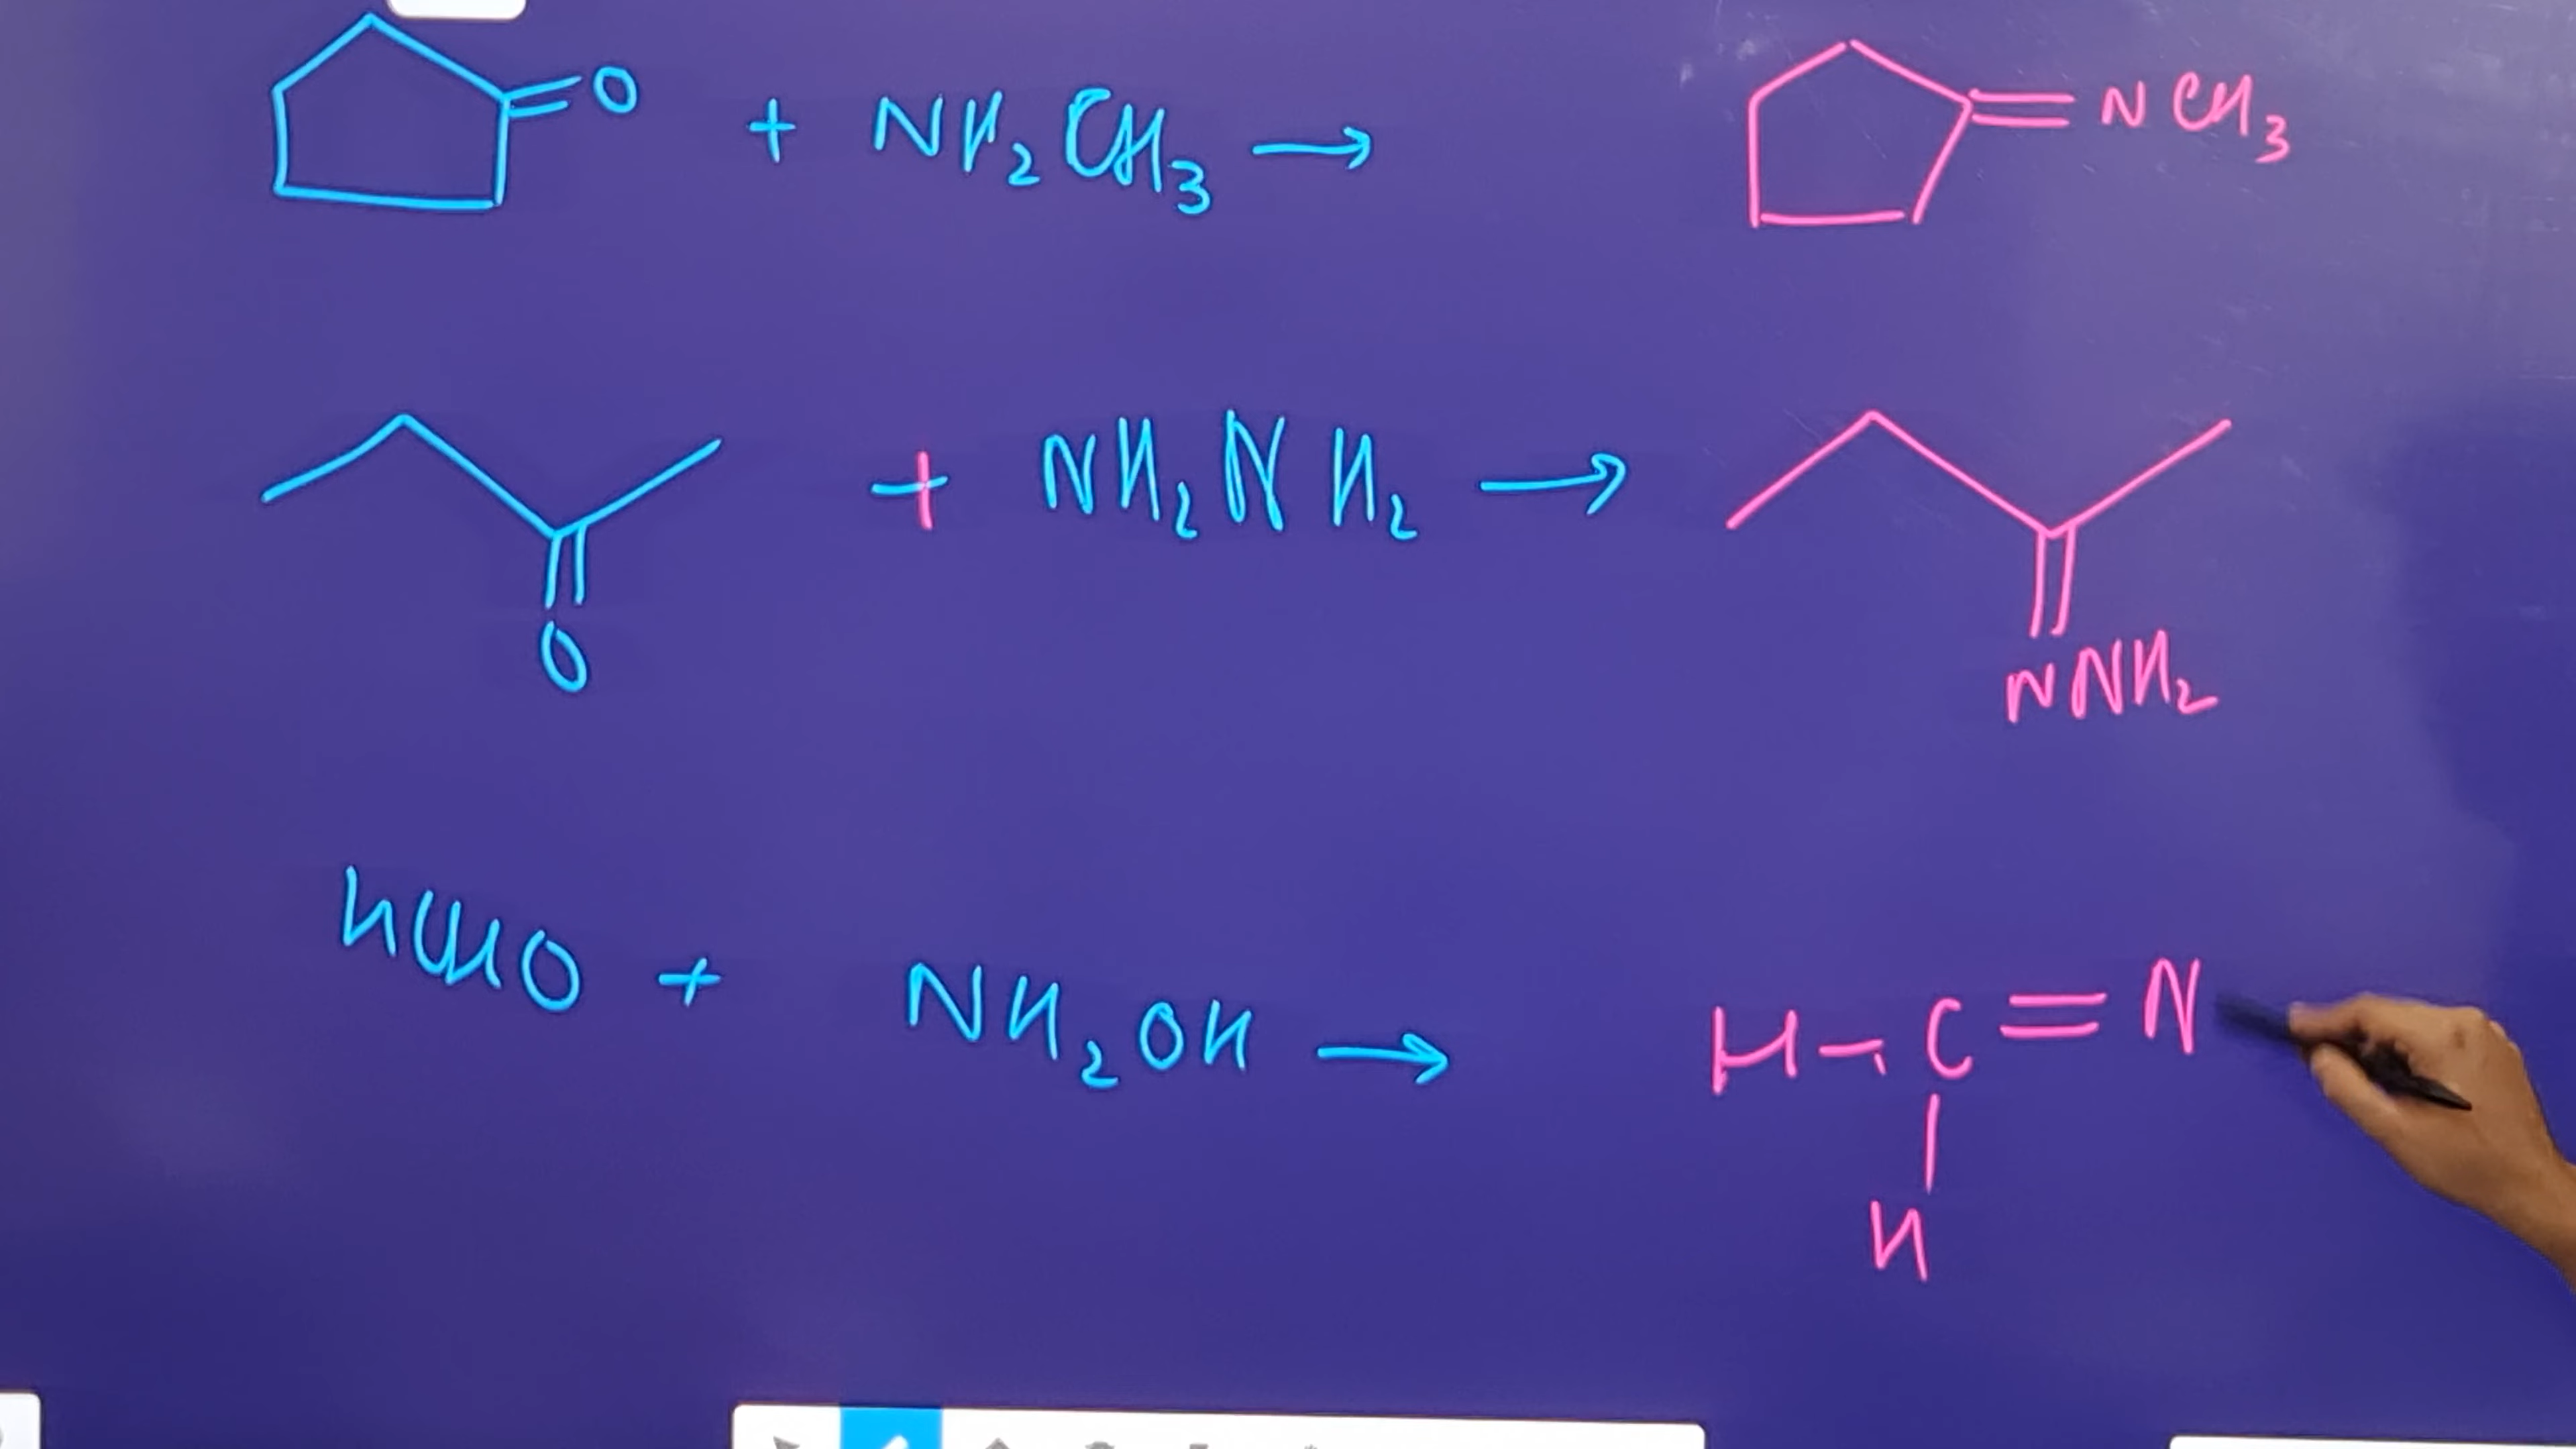 =O + NH₂CH₃ → =NCH₃
+ NH₂NH₂ →
O
NNH₂
HCHO + NH₂OH → H-C=N
H